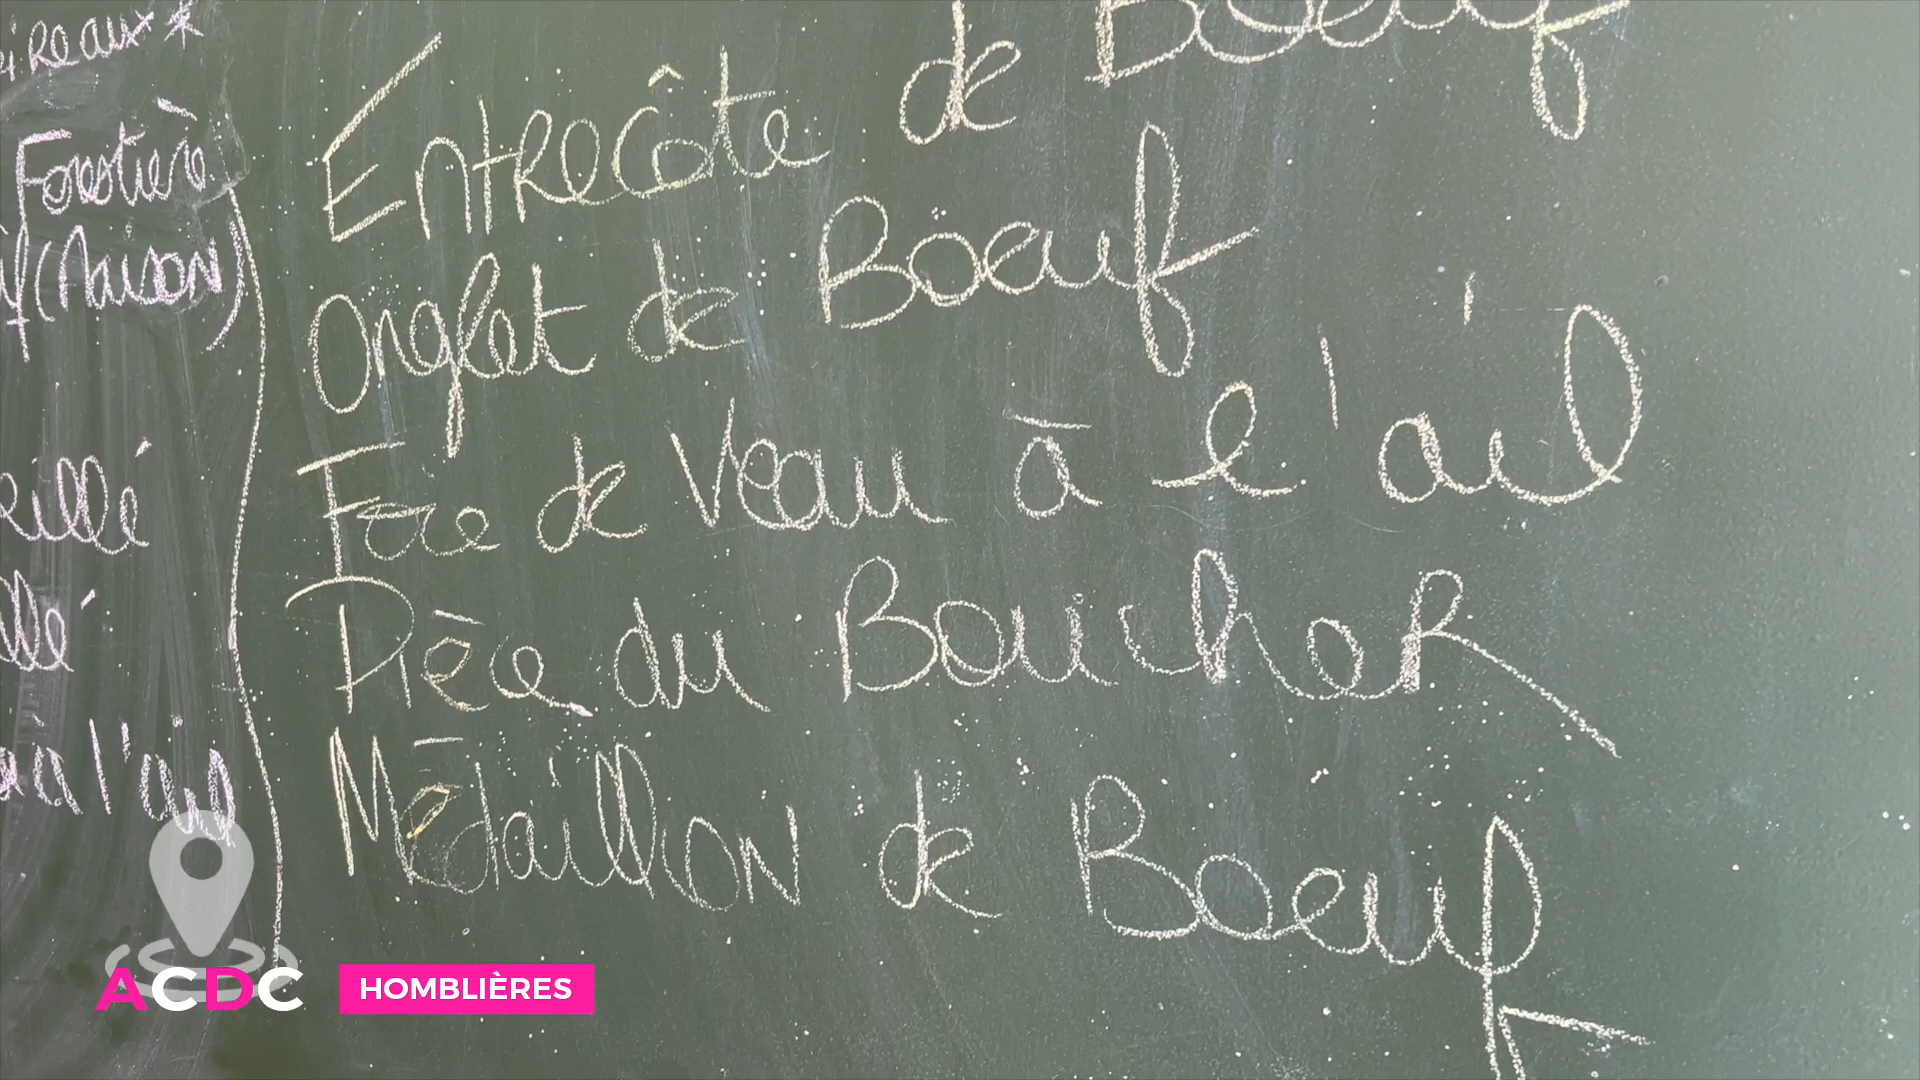 Forestière
(Maison)
à l'ail
Entrecôte de Boeuf
Onglet de Boeuf
Foie de Veau à l'ail
Pièce du Boucher
Médaillon de Boeuf
ACDC
HOMBLIÈRES